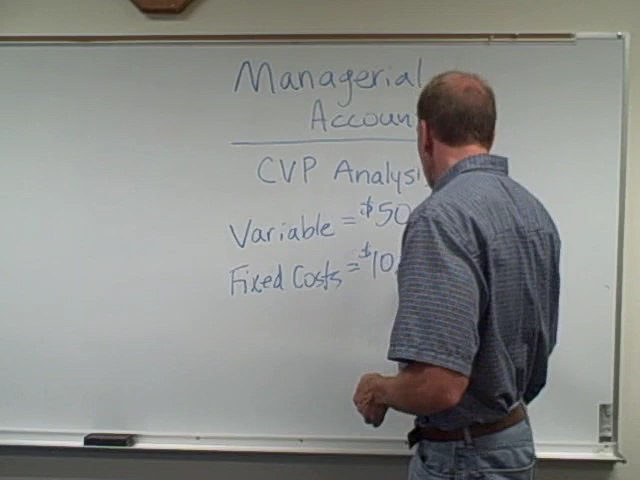 Managerial
Accoun
CVP Analysi
Variable = $50
Fixed Costs = $10